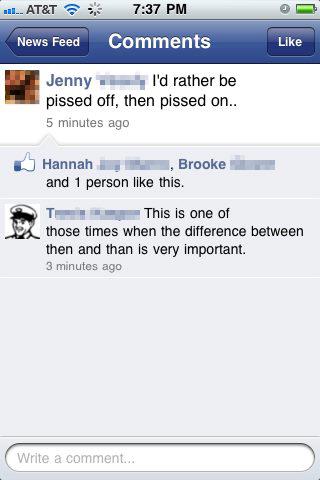 AT&T 7:37 PM
News Feed Comments Like
Jenny I'd rather be
pissed off, then pissed on..
5 minutes ago
Hannah , Brooke
and 1 person like this.
This is one of
those times when the difference between
then and than is very important.
3 minutes ago
Write a comment...